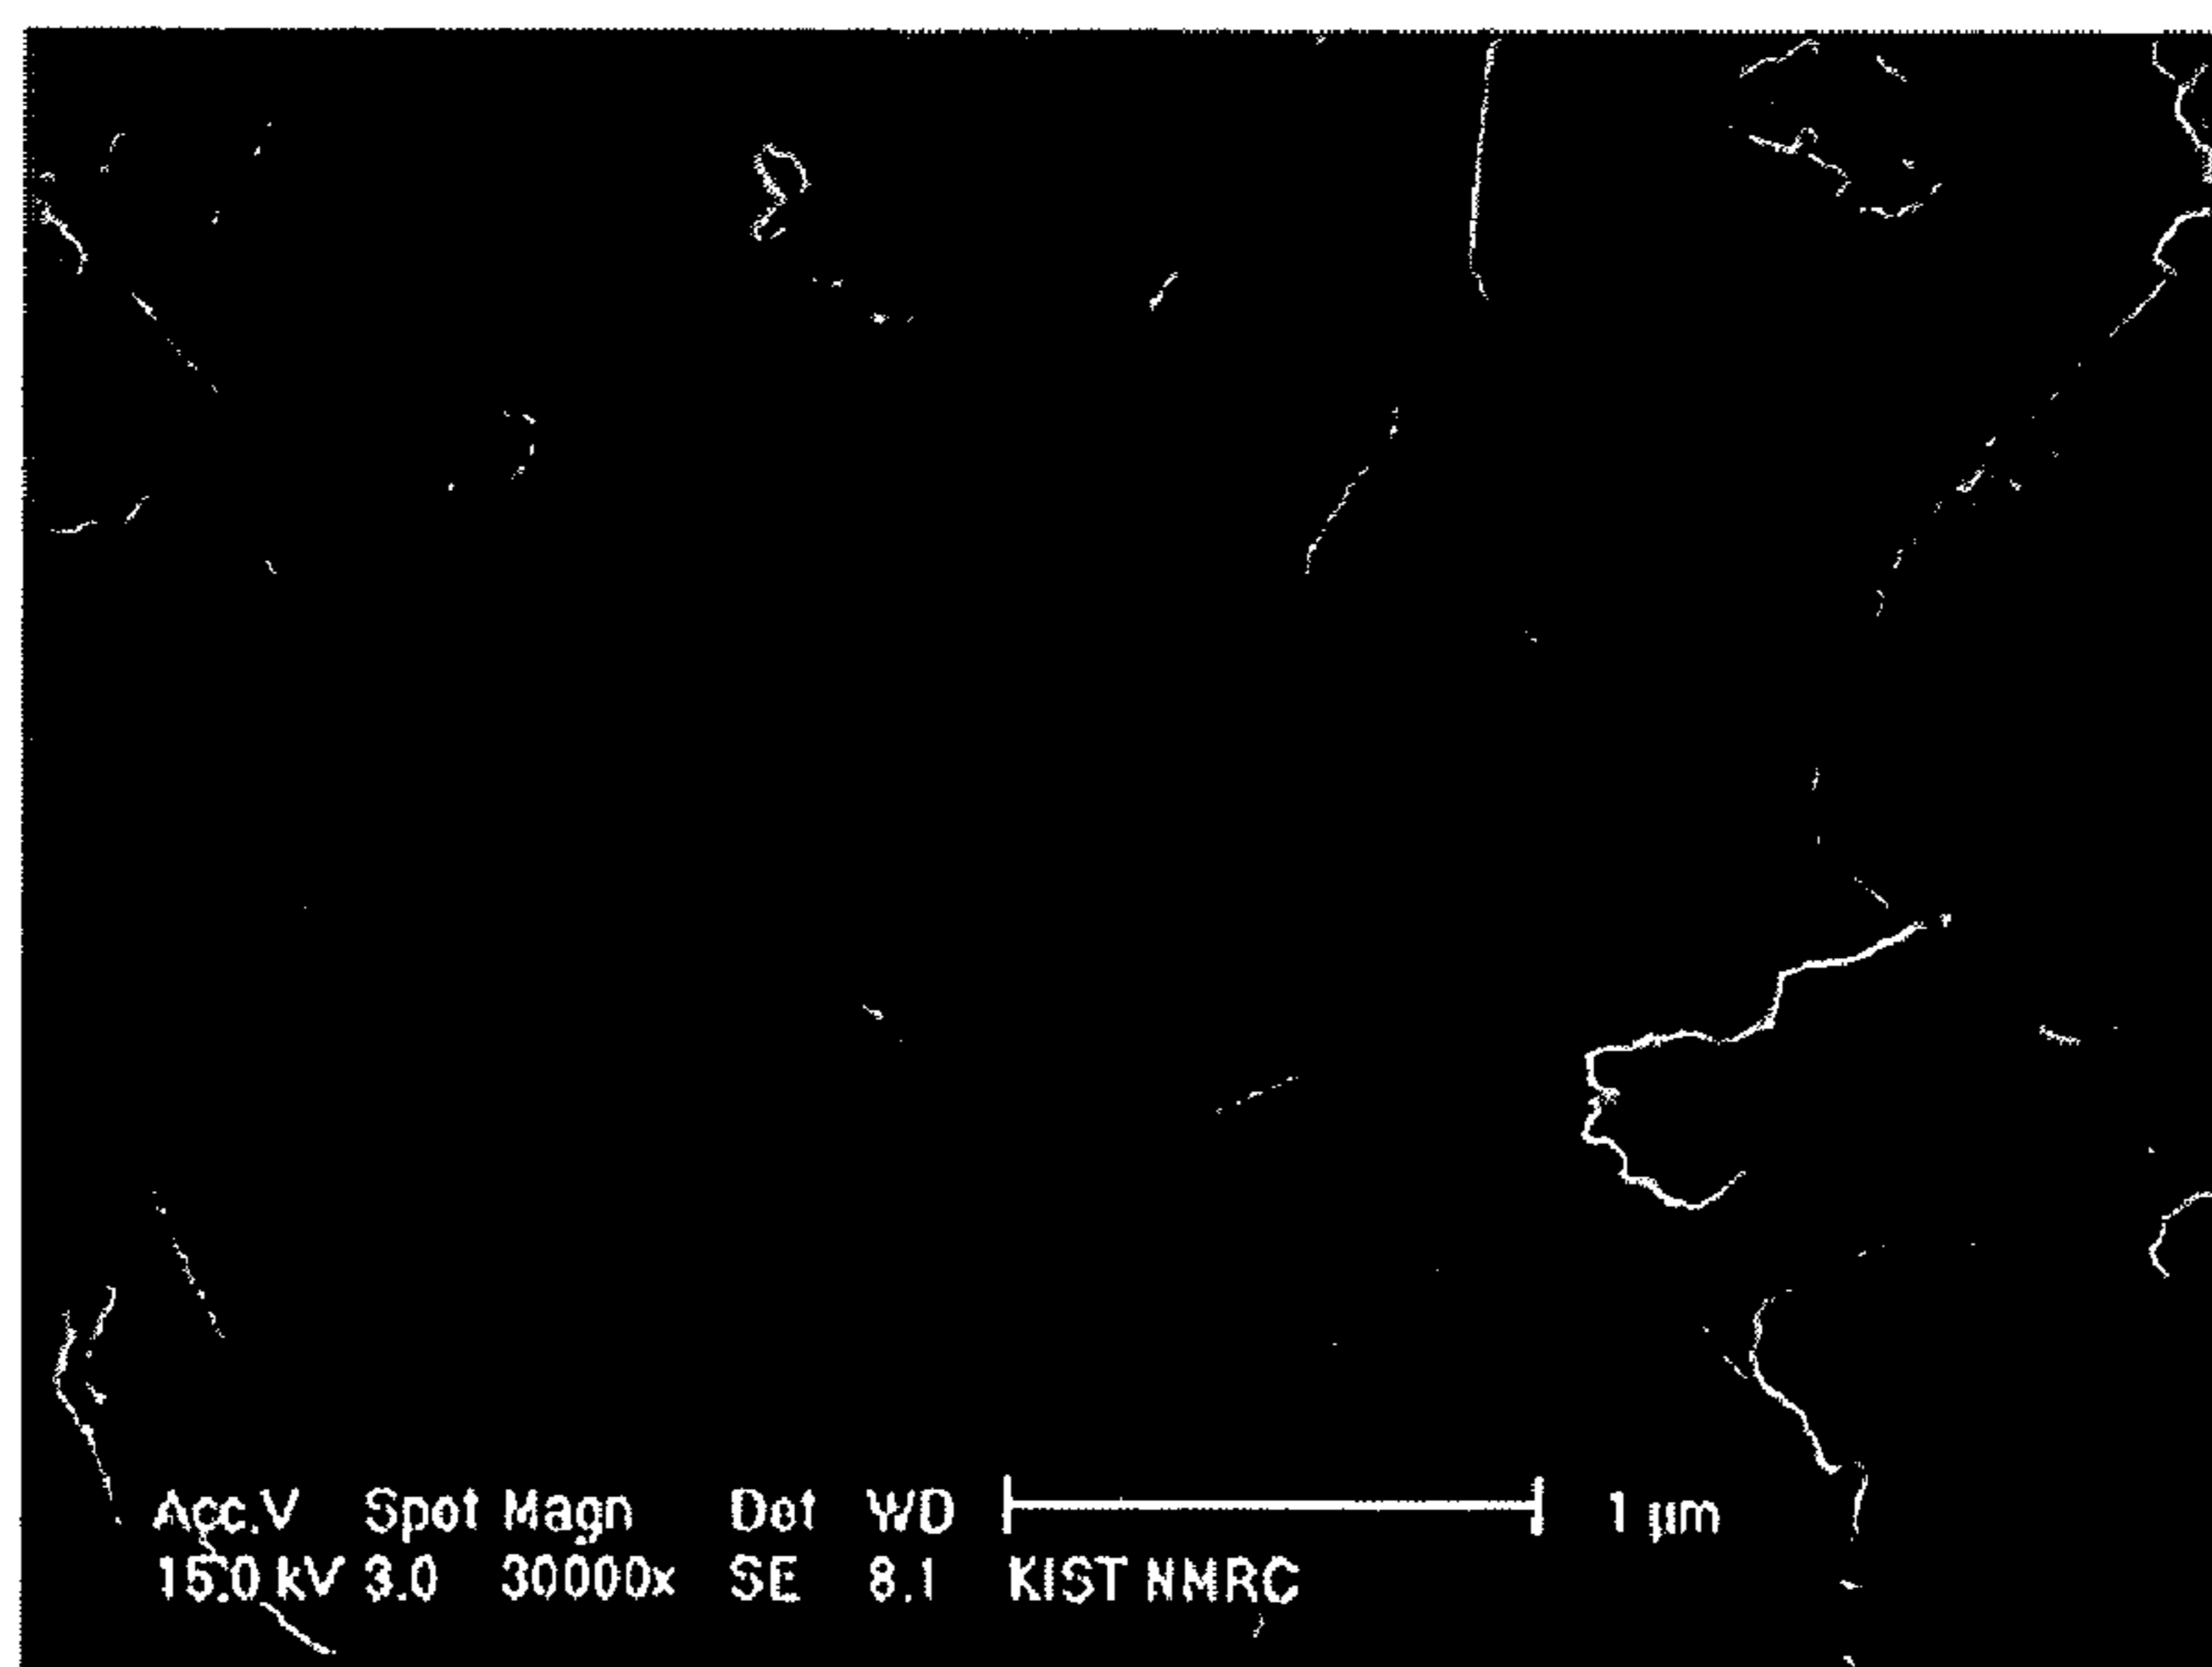 Acc.V Spot Magn Det WD 1 µm
15.0 kV 3.0 30000x SE 8.1 KIST NMRC